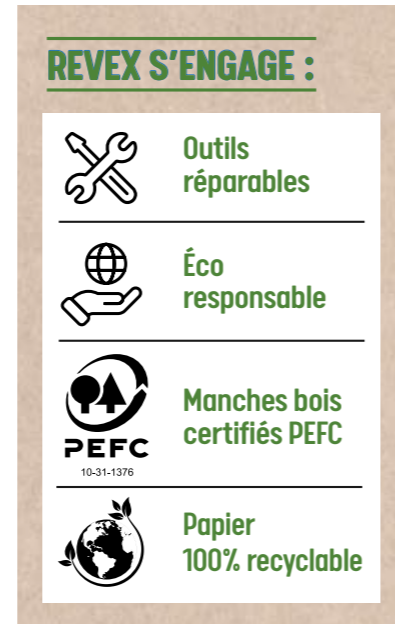 REVEX S'ENGAGE :
Outils
réparables
Éco
responsable
PEFC
10-31-1376
Manches bois
certifiés PEFC
Papier
100% recyclable